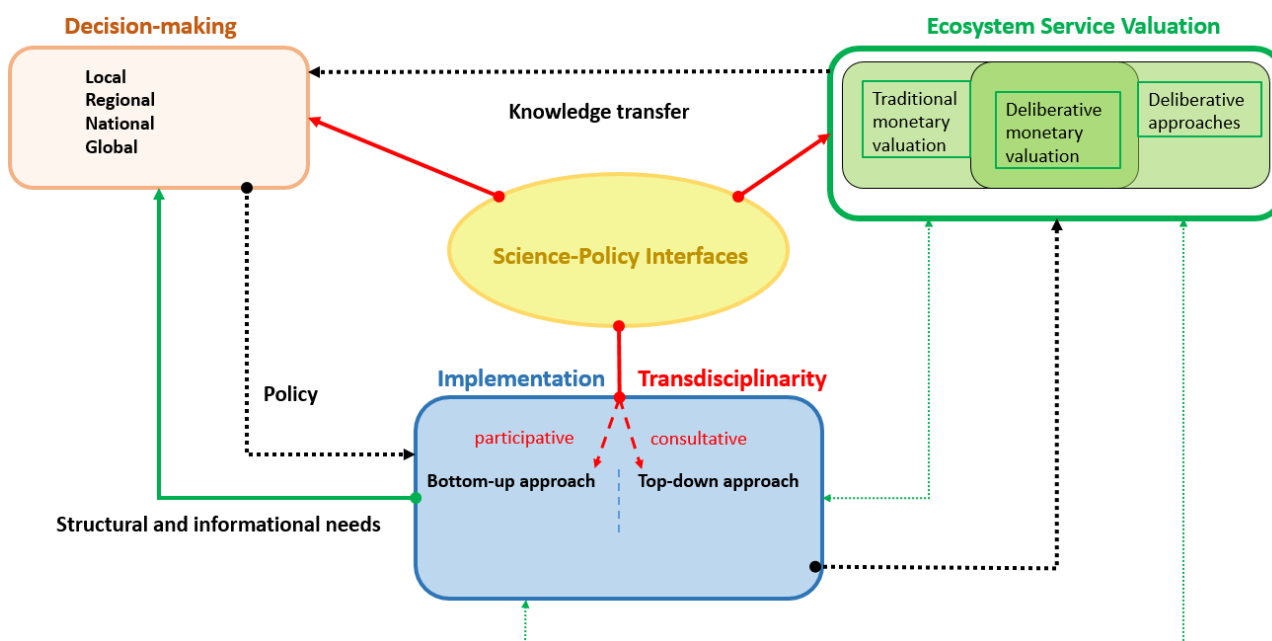 Decision-making
Ecosystem Service Valuation
Local
Regional
National
Global
Knowledge transfer
Traditional
monetary
valuation
Deliberative
monetary
valuation
Deliberative
approaches
Science-Policy Interfaces
Implementation
Transdisciplinarity
Policy
participative
consultative
Bottom-up approach
Top-down approach
Structural and informational needs